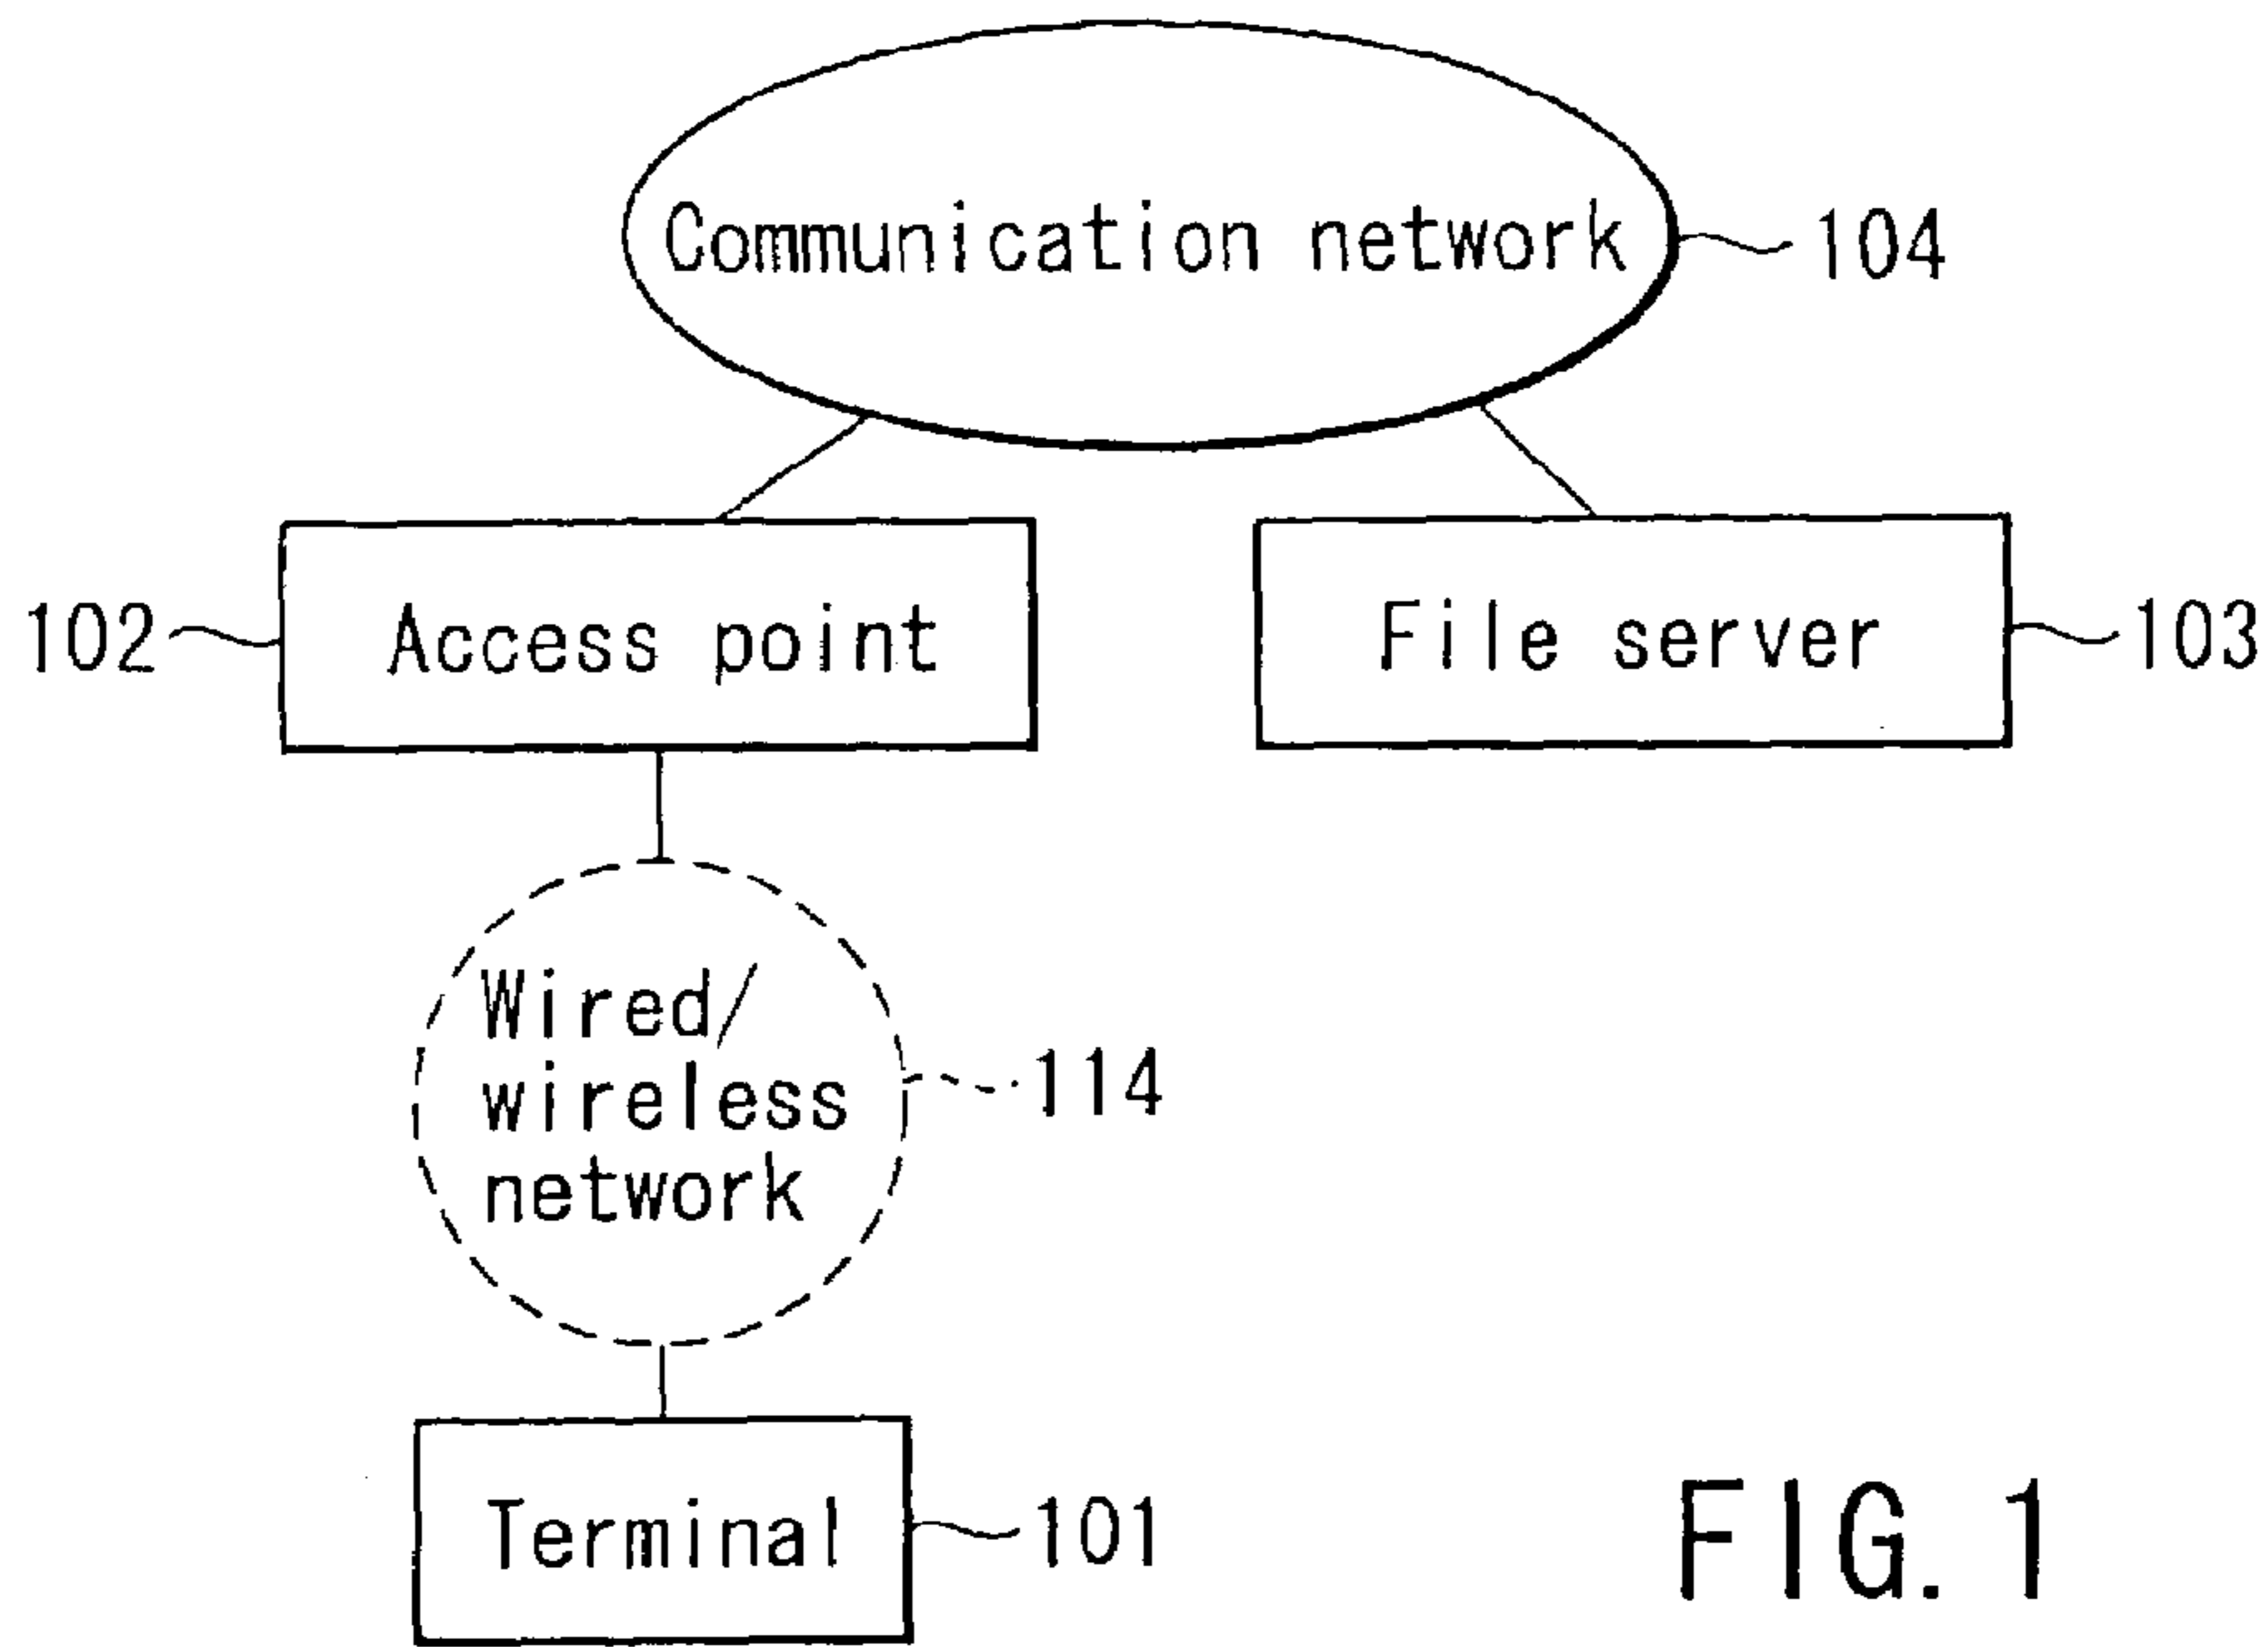 Communication network
104
102
Access point
File server
103
Wired/
wireless
network
114
Terminal
101
FIG. 1